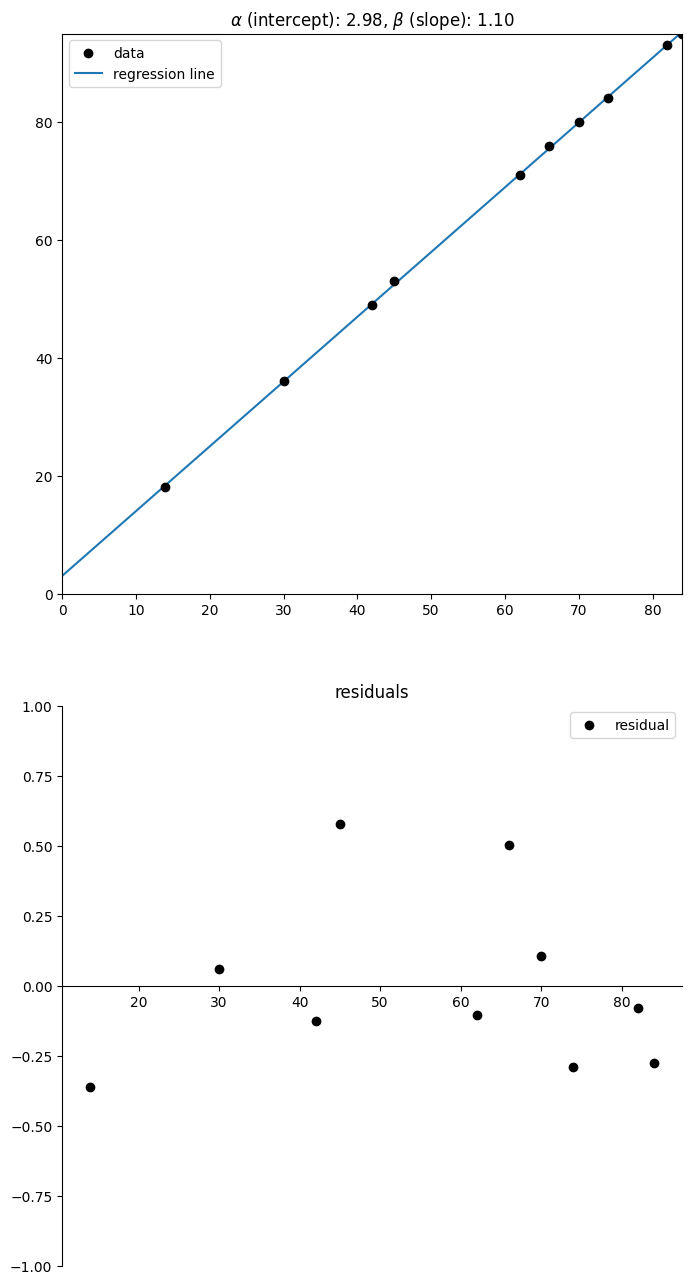 α (intercept): 2.98, β (slope): 1.10
data
regression line
80
60
40
20
0
0 10 20 30 40 50 60 70 80
residuals
residual
1.00
0.75
0.50
0.25
0.00
20 30 40 50 60 70 80
−0.25
−0.50
−0.75
−1.00